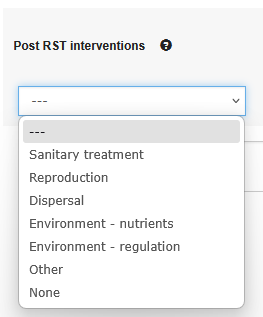 Post RST interventions ?
---
---
Sanitary treatment
Reproduction
Dispersal
Environment - nutrients
Environment - regulation
Other
None